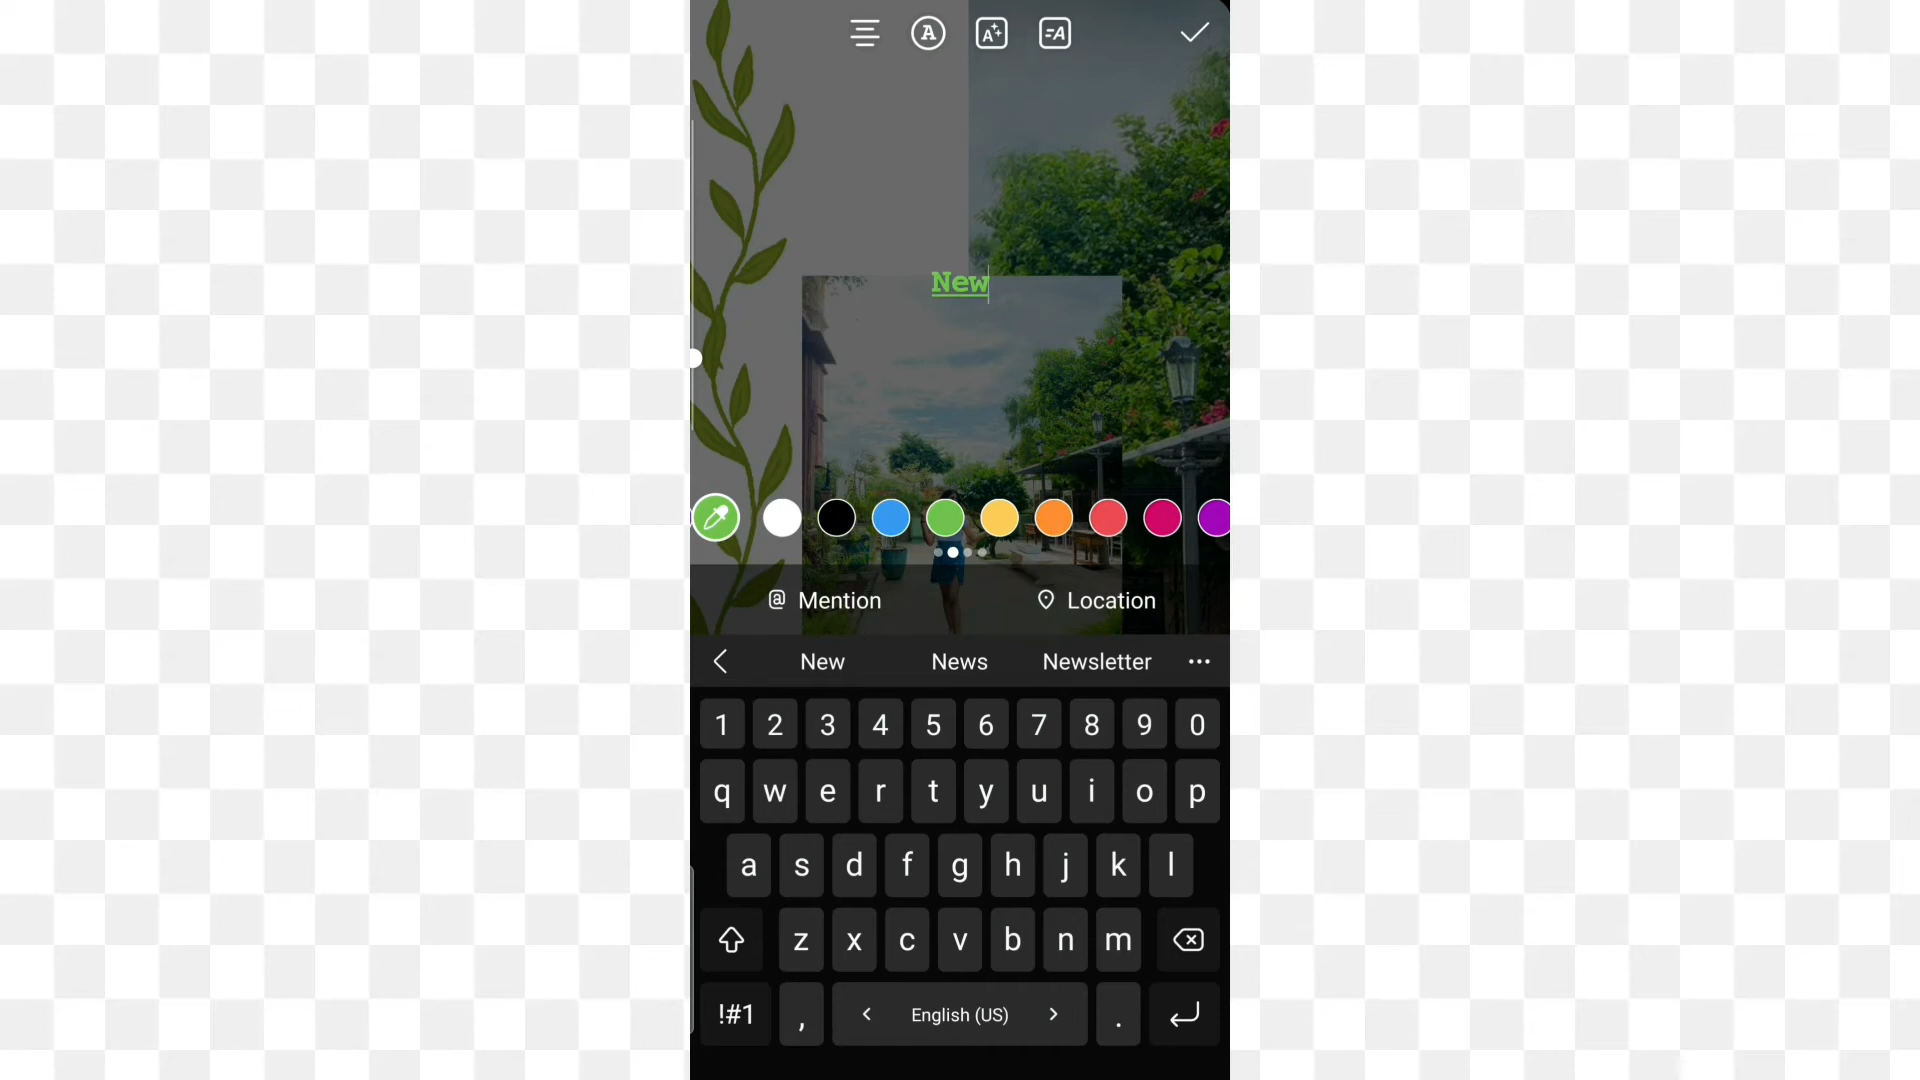 New
Mention
Location
New News Newsletter
1 2 3 4 5 6 7 8 9 0
q w e r t y u i o p
a s d f g h j k l
z x c v b n m
!#1 , English (US) .